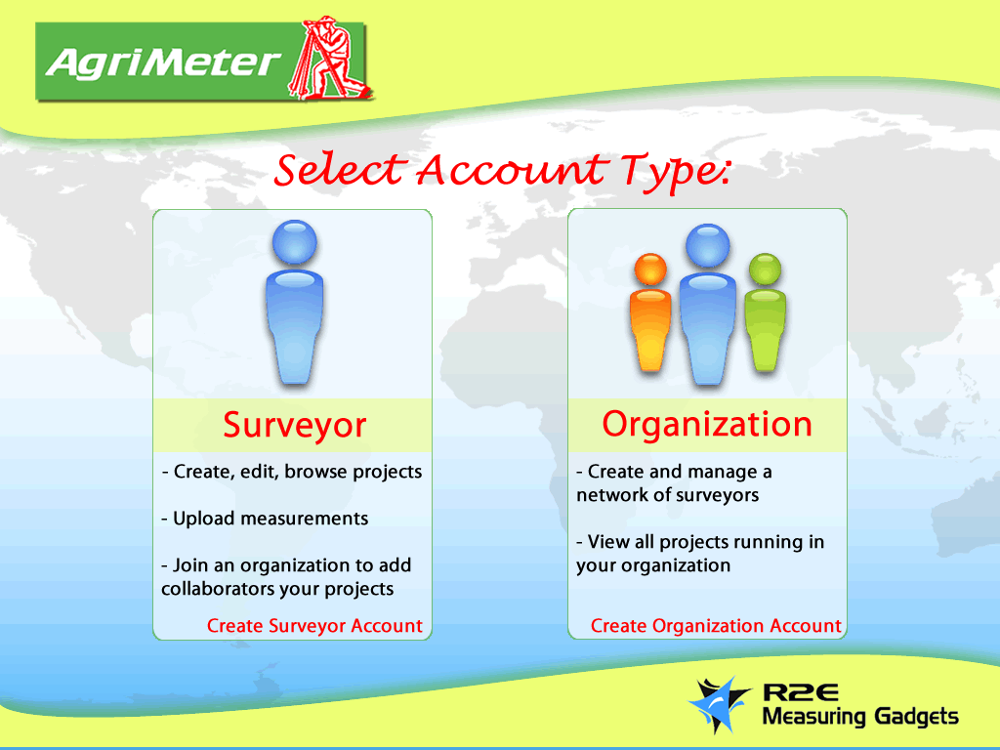 AgriMeter
Select Account Type:
Surveyor
- Create, edit, browse projects
- Upload measurements
- Join an organization to add
collaborators your projects
Create Surveyor Account
Organization
- Create and manage a
network of surveyors
- View all projects running in
your organization
Create Organization Account
R2E
Measuring Gadgets